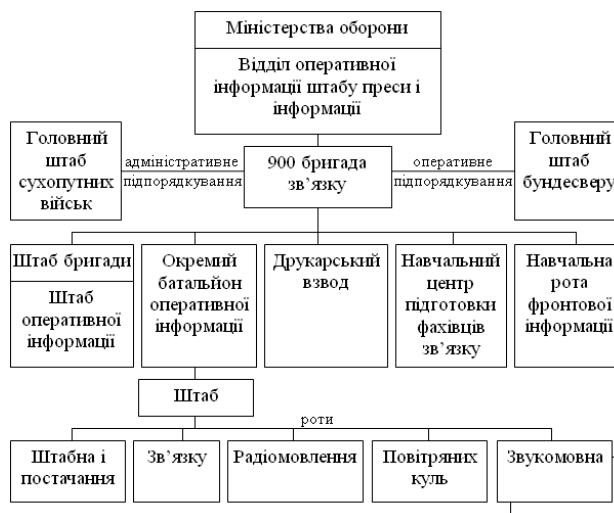 Міністерства оборони
Відділ оперативної
інформації штабу преси і
інформації
Головний
штаб
сухопутних
військ
адміністративне
підпорядкування
900 бригада
зв’язку
оперативне
підпорядкування
Головний
штаб
бундесверу
Штаб бригади
Штаб
оперативної
інформації
Окремий
батальйон
оперативної
інформації
Друкарський
взвод
Навчальний
центр
підготовки
фахівців
зв’язку
Навчальна
рота
фронтової
інформації
Штаб
роти
Штабна і
постачання
Зв’язку
Радіомовлення
Повітряних
куль
Звукомовна